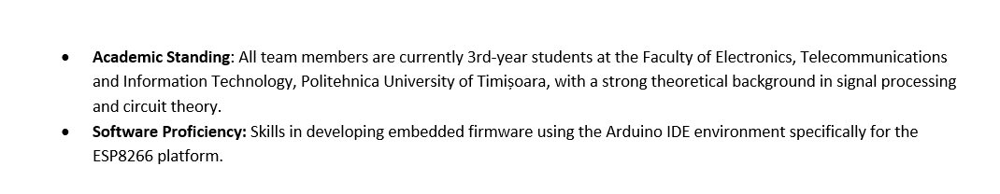 • Academic Standing: All team members are currently 3rd-year students at the Faculty of Electronics, Telecommunications
and Information Technology, Politehnica University of Timișoara, with a strong theoretical background in signal processing
and circuit theory.
• Software Proficiency: Skills in developing embedded firmware using the Arduino IDE environment specifically for the
ESP8266 platform.